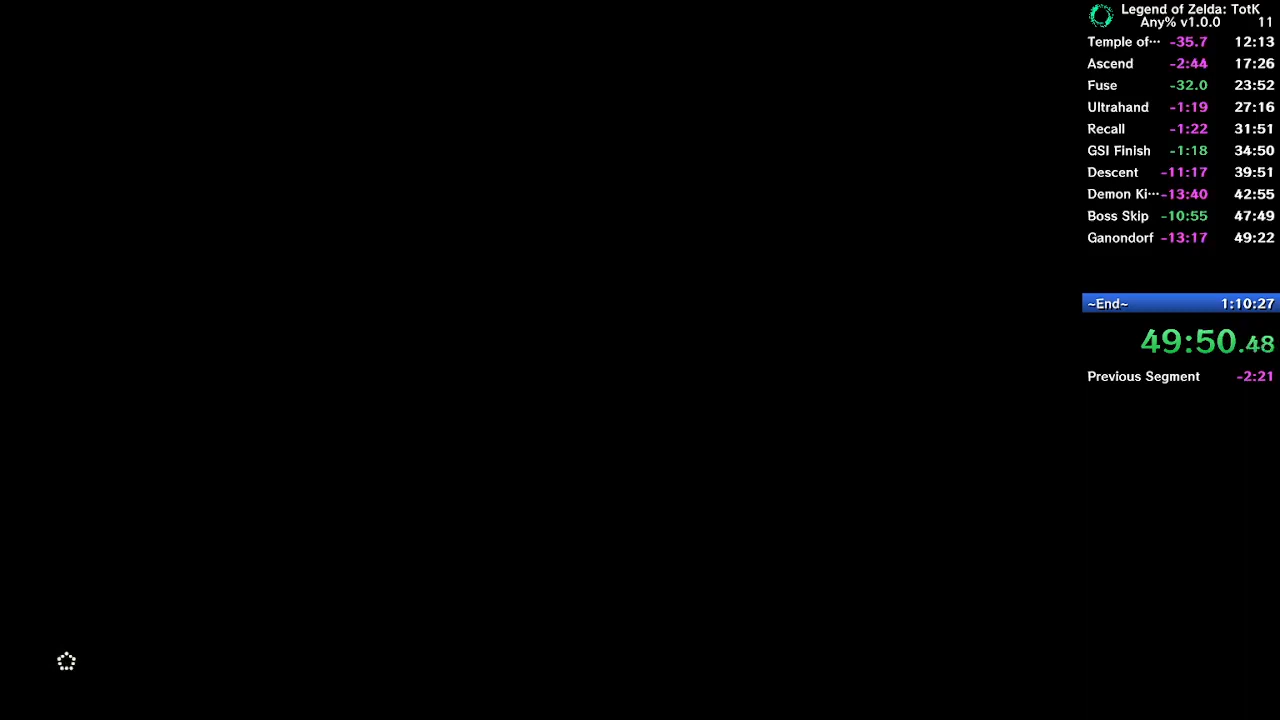 Legend of Zelda: TotK
Any% v1.0.0 11
Temple of… -35.7 12:13
Ascend -2:44 17:26
Fuse -32.0 23:52
Ultrahand -1:19 27:16
Recall -1:22 31:51
GSI Finish -1:18 34:50
Descent -11:17 39:51
Demon Ki… -13:40 42:55
Boss Skip -10:55 47:49
Ganondorf -13:17 49:22
~End~ 1:10:27
49:50.48
Previous Segment -2:21